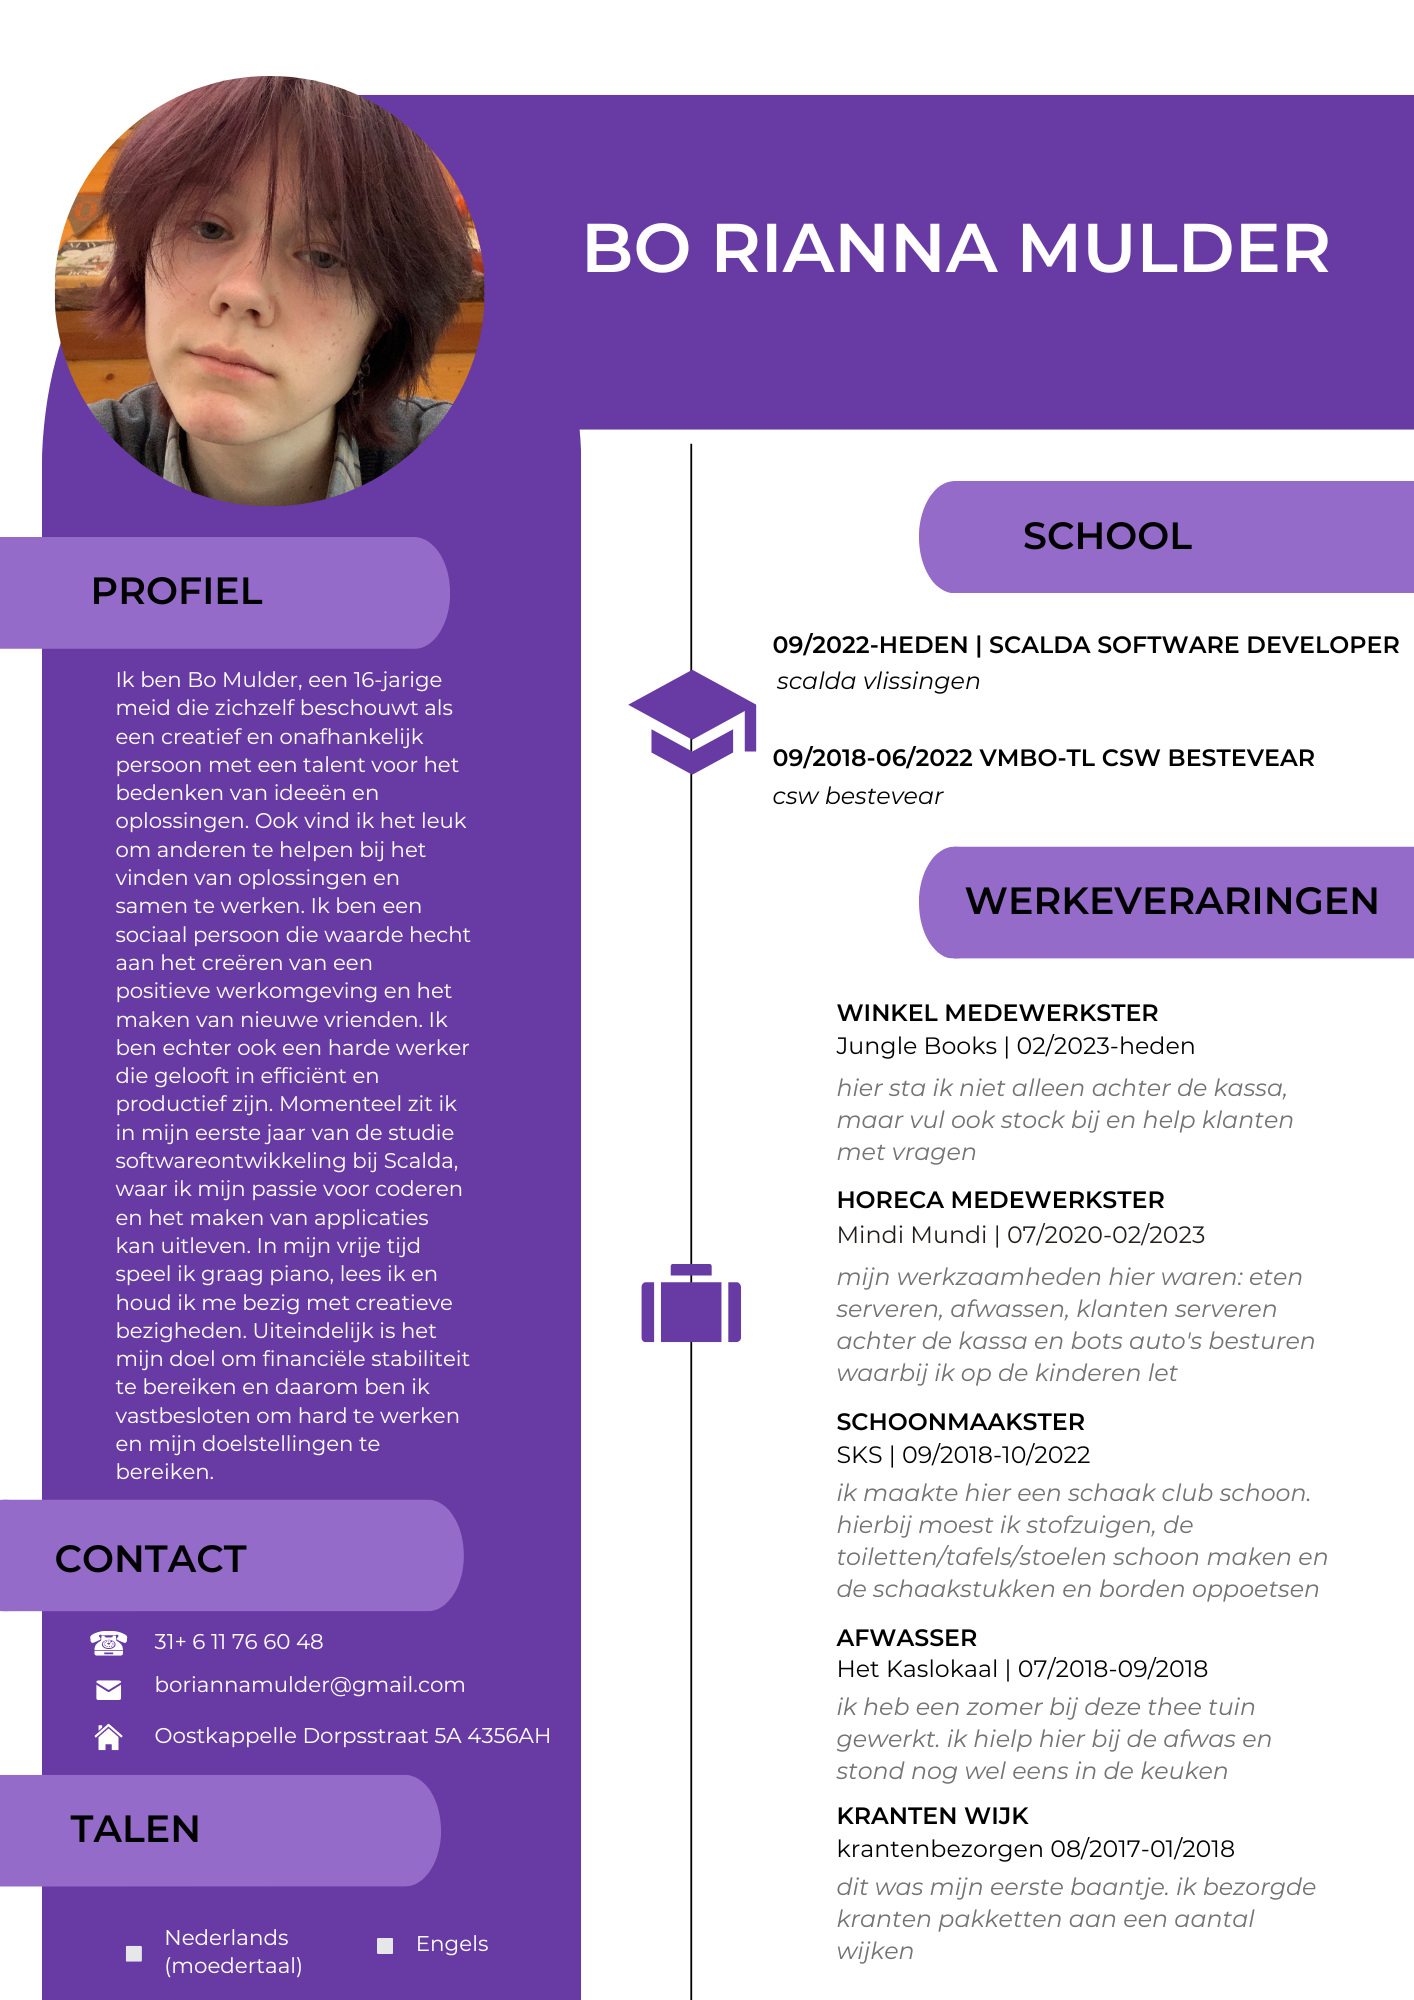 BO RIANNA MULDER
PROFIEL
Ik ben Bo Mulder, een 16-jarige
meid die zichzelf beschouwt als
een creatief en onafhankelijk
persoon met een talent voor het
bedenken van ideeën en
oplossingen. Ook vind ik het leuk
om anderen te helpen bij het
vinden van oplossingen en
samen te werken. Ik ben een
sociaal persoon die waarde hecht
aan het creëren van een
positieve werkomgeving en het
maken van nieuwe vrienden. Ik
ben echter ook een harde werker
die gelooft in efficiënt en
productief zijn. Momenteel zit ik
in mijn eerste jaar van de studie
softwareontwikkeling bij Scalda,
waar ik mijn passie voor coderen
en het maken van applicaties
kan uitleven. In mijn vrije tijd
speel ik graag piano, lees ik en
houd ik me bezig met creatieve
bezigheden. Uiteindelijk is het
mijn doel om financiële stabiliteit
te bereiken en daarom ben ik
vastbesloten om hard te werken
en mijn doelstellingen te
bereiken.
CONTACT
31+ 6 11 76 60 48
boriannamulder@gmail.com
Oostkappelle Dorpsstraat 5A 4356AH
TALEN
Nederlands
(moedertaal)
Engels
SCHOOL
09/2022-HEDEN | SCALDA SOFTWARE DEVELOPER
scalda vlissingen
09/2018-06/2022 VMBO-TL CSW BESTEVEAR
csw bestevear
WERKEVERARINGEN
WINKEL MEDEWERKSTER
Jungle Books | 02/2023-heden
hier sta ik niet alleen achter de kassa,
maar vul ook stock bij en help klanten
met vragen
HORECA MEDEWERKSTER
Mindi Mundi | 07/2020-02/2023
mijn werkzaamheden hier waren: eten
serveren, afwassen, klanten serveren
achter de kassa en bots auto's besturen
waarbij ik op de kinderen let
SCHOONMAAKSTER
SKS | 09/2018-10/2022
ik maakte hier een schaak club schoon.
hierbij moest ik stofzuigen, de
toiletten/tafels/stoelen schoon maken en
de schaakstukken en borden oppoetsen
AFWASSER
Het Kaslokaal | 07/2018-09/2018
ik heb een zomer bij deze thee tuin
gewerkt. ik hielp hier bij de afwas en
stond nog wel eens in de keuken
KRANTEN WIJK
krantenbezorgen 08/2017-01/2018
dit was mijn eerste baantje. ik bezorgde
kranten pakketten aan een aantal
wijken